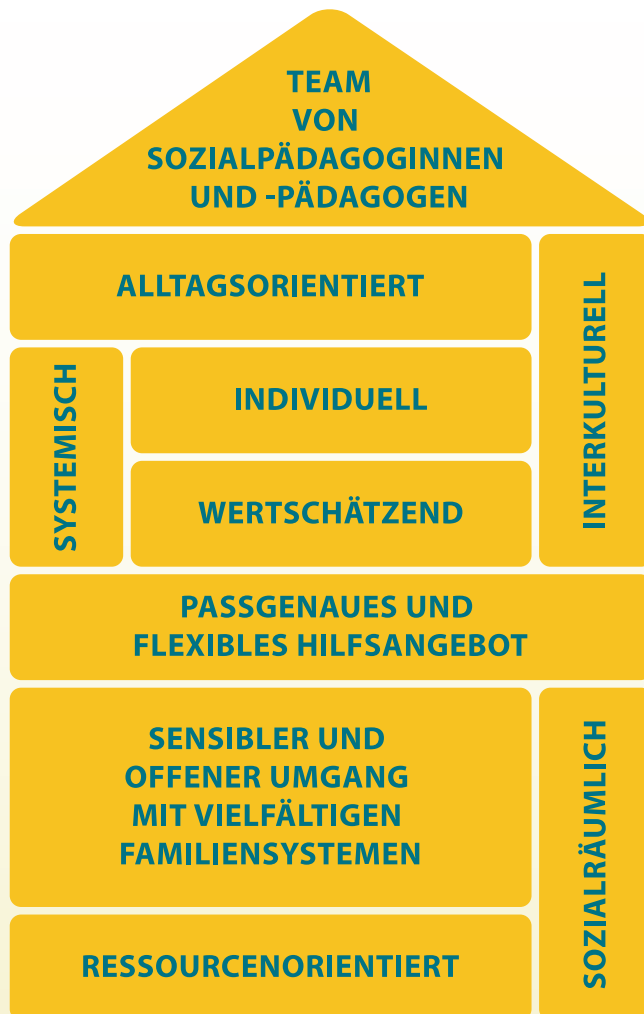 TEAM
VON
SOZIALPÄDAGOGINNEN
UND -PÄDAGOGEN
ALLTAGSORIENTIERT
INTERKULTURELL
SYSTEMISCH
INDIVIDUELL
WERTSCHÄTZEND
PASSGENAUES UND
FLEXIBLES HILFSANGEBOT
SENSIBLER UND
OFFENER UMGANG
MIT VIELFÄLTIGEN
FAMILIENSYSTEMEN
SOZIALRÄUMLICH
RESSOURCENORIENTIERT